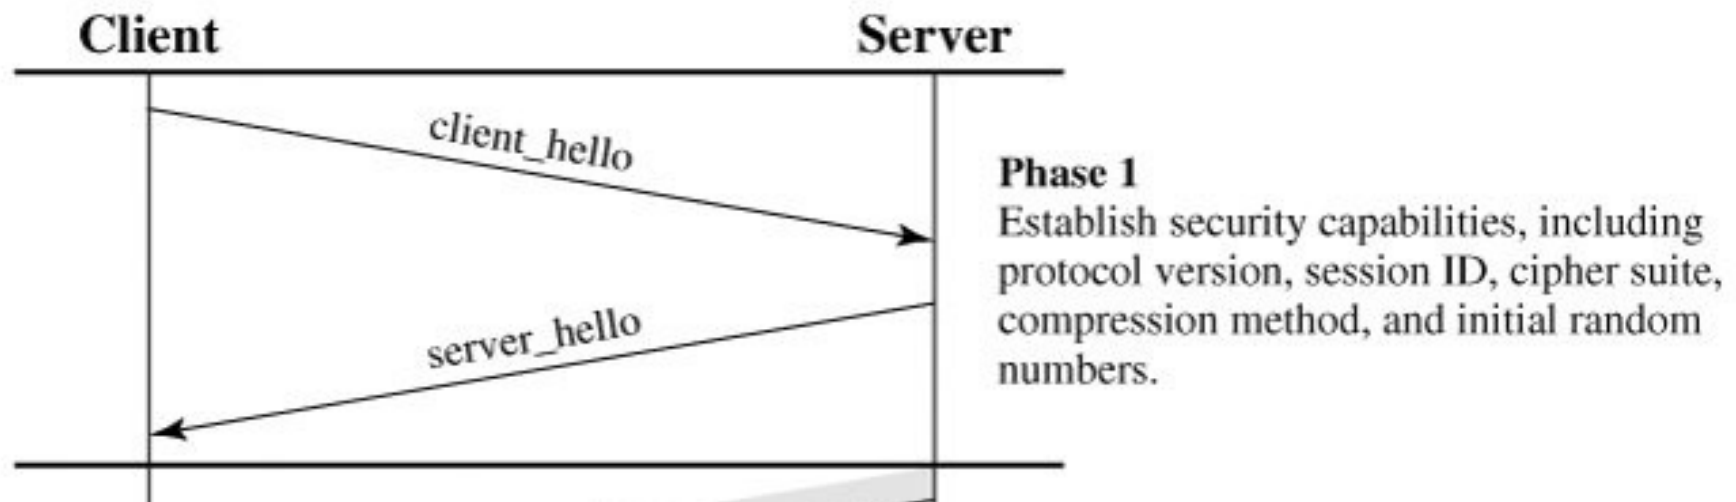 Client
Server
client_hello
Phase 1
Establish security capabilities, including
protocol version, session ID, cipher suite,
compression method, and initial random
numbers.
server_hello